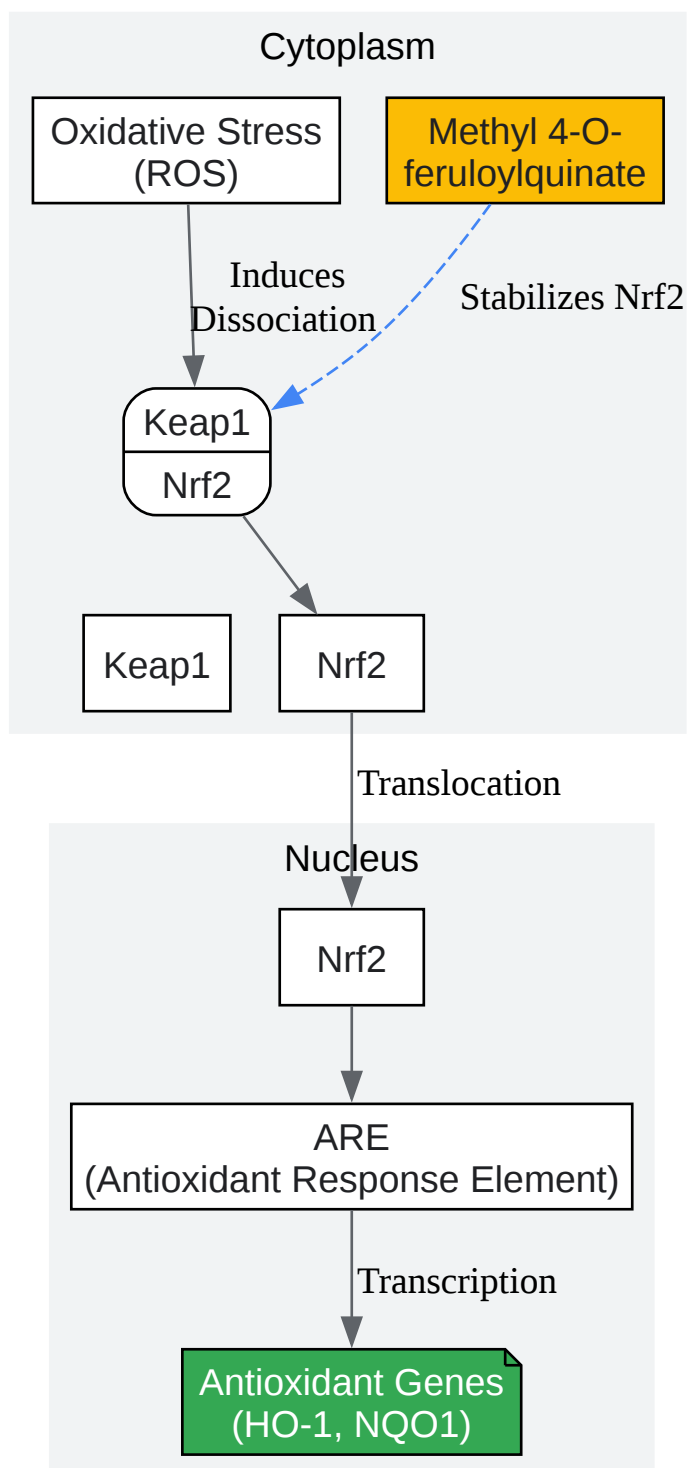 Cytoplasm
Oxidative Stress
(ROS)
Methyl 4-O-
feruloylquinate
Induces
Dissociation
Stabilizes Nrf2
Keap1
Nrf2
Keap1
Nrf2
Translocation
Nucleus
Nrf2
ARE
(Antioxidant Response Element)
Transcription
Antioxidant Genes
(HO-1, NQO1)